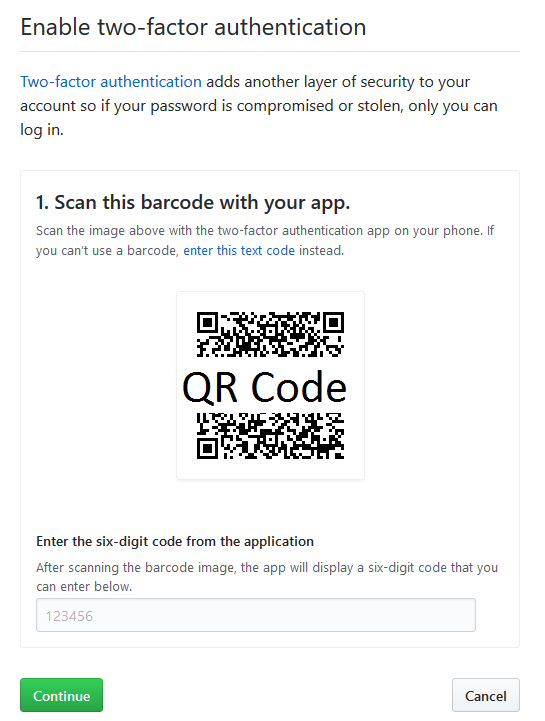 Enable two-factor authentication
Two-factor authentication adds another layer of security to your
account so if your password is compromised or stolen, only you can
log in.
1. Scan this barcode with your app.
Scan the image above with the two-factor authentication app on your phone. If
you can't use a barcode, enter this text code instead.
QR Code
Enter the six-digit code from the application
After scanning the barcode image, the app will display a six-digit code that you
can enter below.
123456
Continue
Cancel